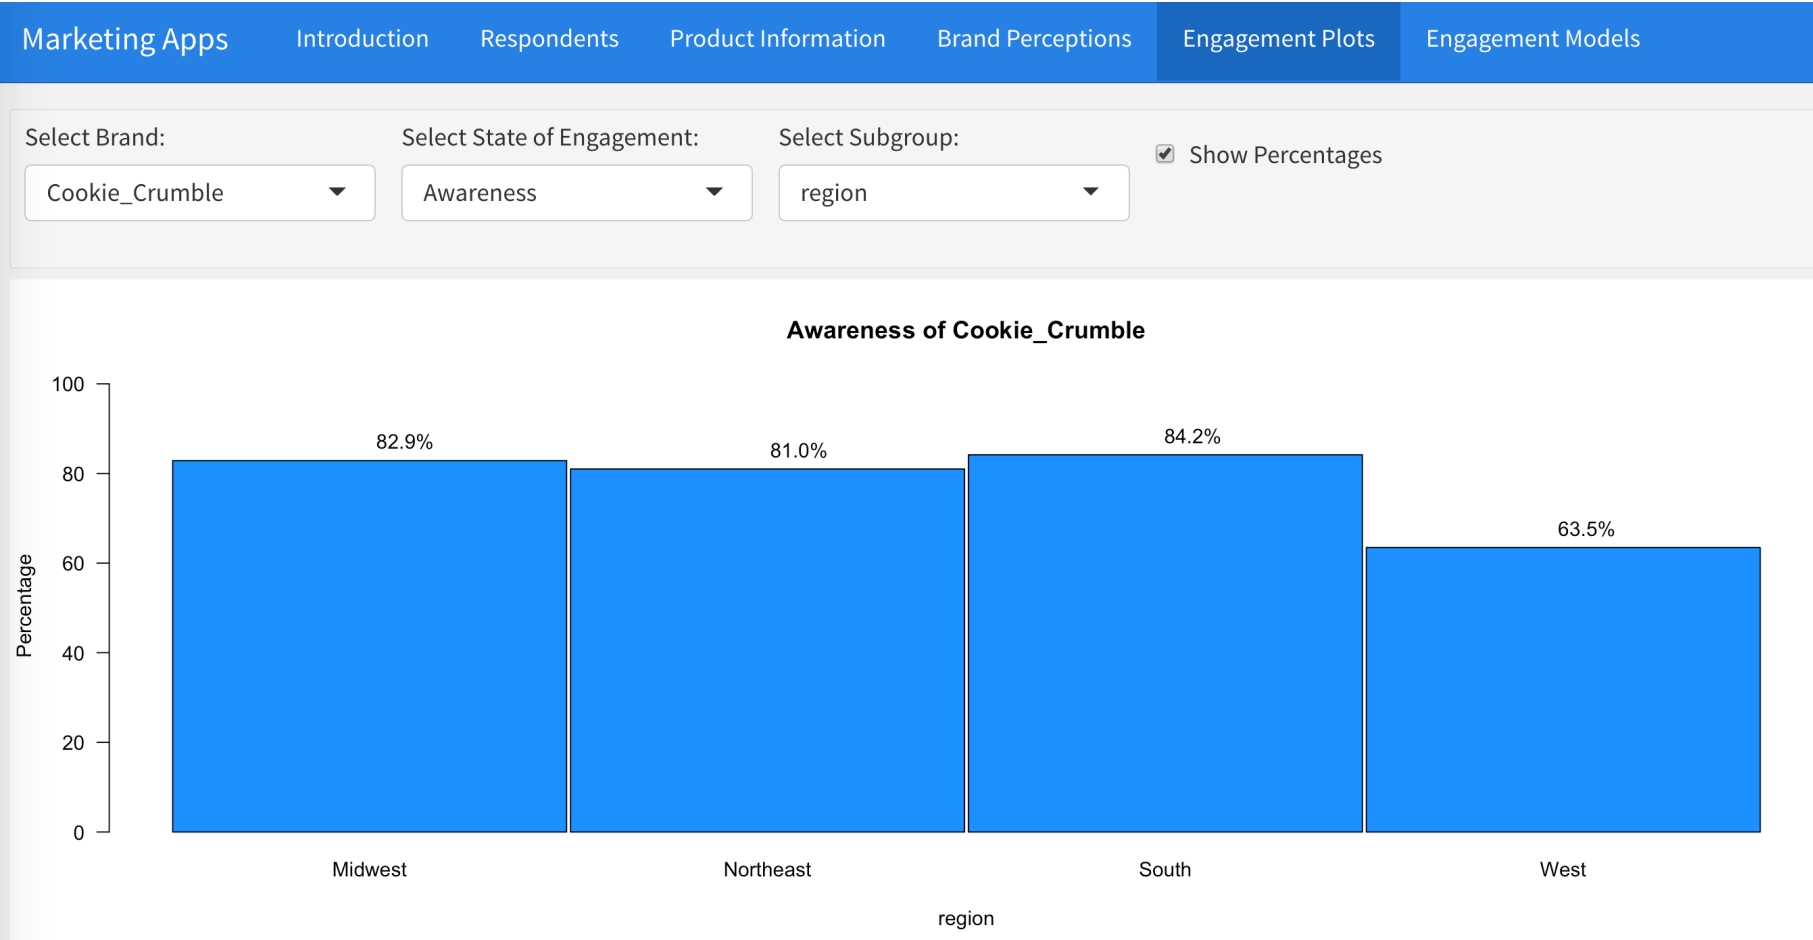 Marketing Apps Introduction Respondents Product Information Brand Perceptions Engagement Plots Engagement Models
Select Brand: Select State of Engagement: Select Subgroup:
Show Percentages
Cookie_Crumble Awareness region
Awareness of Cookie_Crumble
100
80
60
40
20
0
Percentage
82.9%
81.0%
84.2%
63.5%
Midwest Northeast South West
region